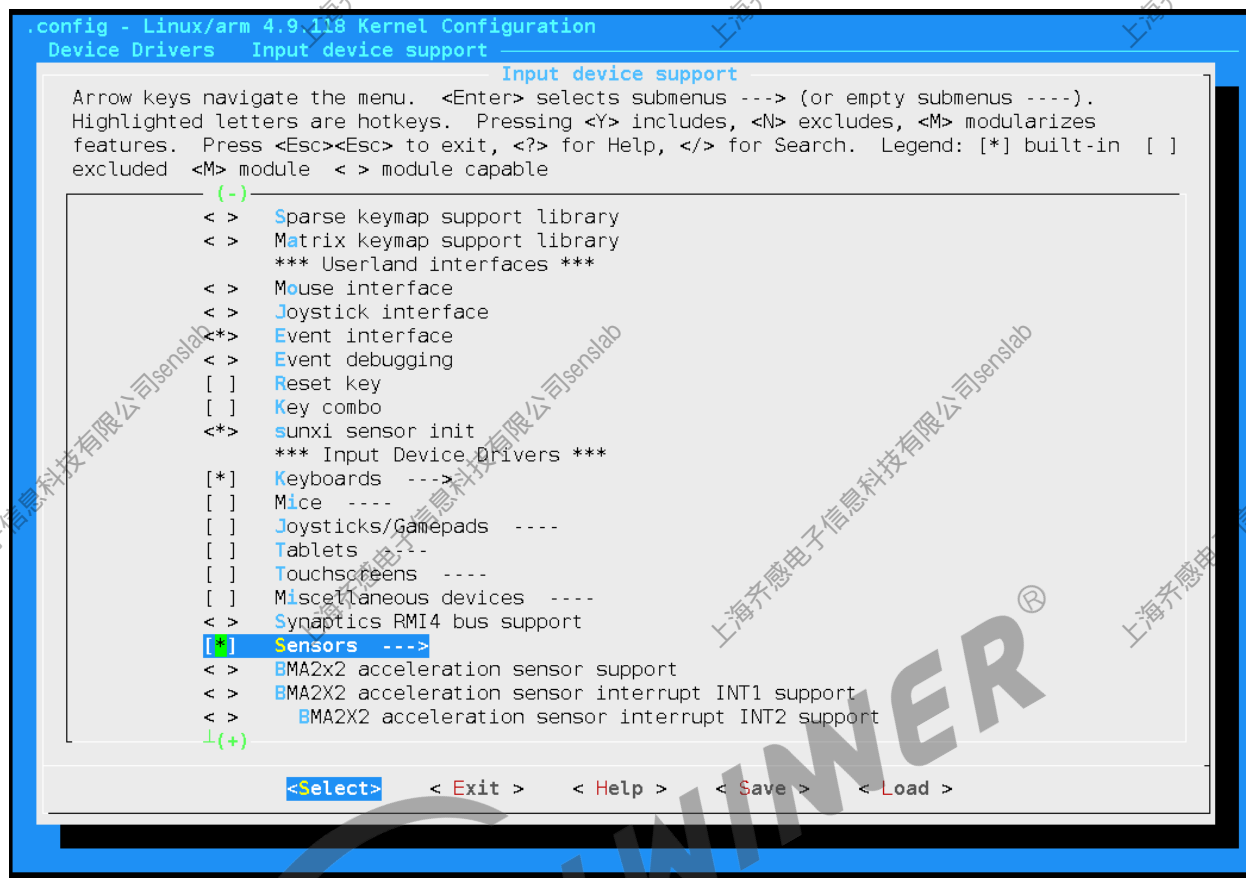 .config - Linux/arm 4.9.118 Kernel Configuration
Device Drivers   Input device support
Input device support
Arrow keys navigate the menu.  <Enter> selects submenus ---> (or empty submenus ----).
Highlighted letters are hotkeys.  Pressing <Y> includes, <N> excludes, <M> modularizes
features.  Press <Esc><Esc> to exit, <?> for Help, </> for Search.  Legend: [*] built-in  [ ]
excluded  <M> module  < > module capable
(-)
< >   Sparse keymap support library
< >   Matrix keymap support library
*** Userland interfaces ***
< >   Mouse interface
< >   Joystick interface
<*>   Event interface
< >   Event debugging
[ ]   Reset key
[ ]   Key combo
<*>   sunxi sensor init
*** Input Device Drivers ***
[*]   Keyboards  --->
[ ]   Mice  ----
[ ]   Joysticks/Gamepads  ----
[ ]   Tablets  ----
[ ]   Touchscreens  ----
[ ]   Miscellaneous devices  ----
< >   Synaptics RMI4 bus support
[*]   Sensors  --->
< >   BMA2x2 acceleration sensor support
< >   BMA2X2 acceleration sensor interrupt INT1 support
< >     BMA2X2 acceleration sensor interrupt INT2 support
(+)
<Select>    < Exit >    < Help >    < Save >    < Load >
上海齐感电子信息科技有限公司senslab
上海齐感电子信息科技有限公司senslab
上海齐感电子信息科技有限公司senslab
WINNER®